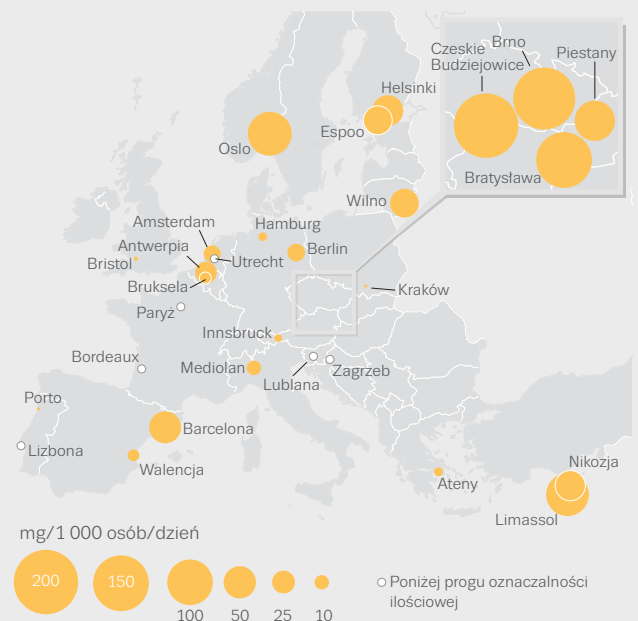 Czeskie
Budziejowice
Brno
Piestany
Bratysława
Helsinki
Espoo
Oslo
Wilno
Amsterdam
Hamburg
Antwerpia
Berlin
Bristol
Utrecht
Bruksela
Kraków
Paryż
Innsbruck
Bordeaux
Mediolan
Zagrzeb
Lublana
Porto
Barcelona
Lizbona
Walencja
Nikozja
Ateny
Limassol
mg/1 000 osób/dzień
200
150
100
50
25
10
Poniżej progu oznaczalności
ilościowej